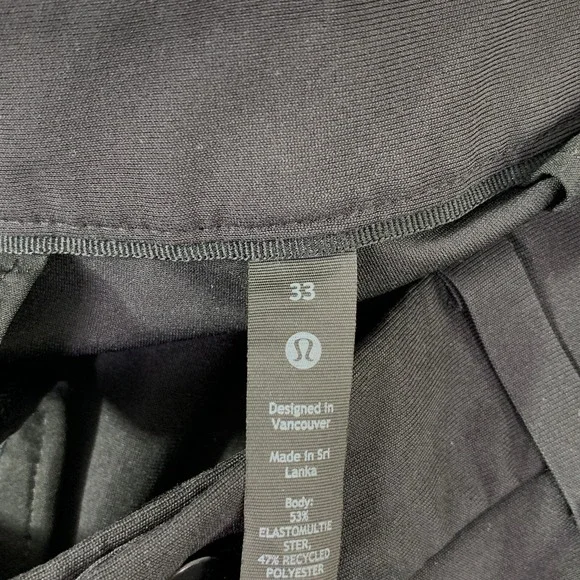 33
Designed in
Vancouver
Made in Sri
Lanka
Body:
53%
ELASTOMULTIE
STER,
47% RECYCLED
POLYESTER